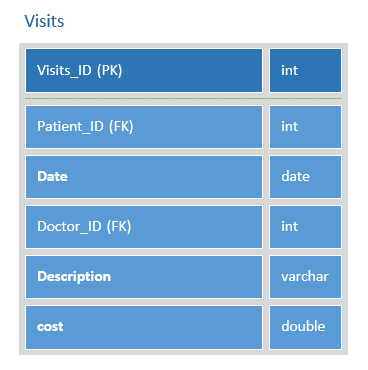 Visits
Visits_ID (PK) int
Patient_ID (FK) int
Date date
Doctor_ID (FK) int
Description varchar
cost double